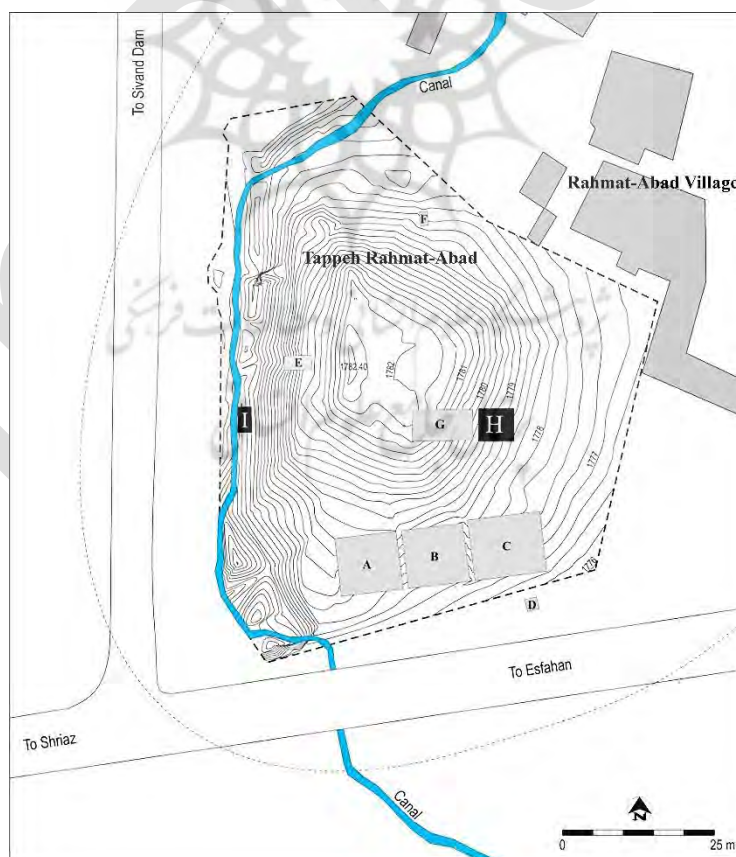 To Sivand Dam
Canal
Rahmat-Abad Villago
F
Tappeh Rahmat-Abad
E
1782.40
1782
1781
1780
1779
1778
1777
1776
I
G
H
A
B
C
D
To Esfahan
To Shriaz
Canal
N
0 25 m